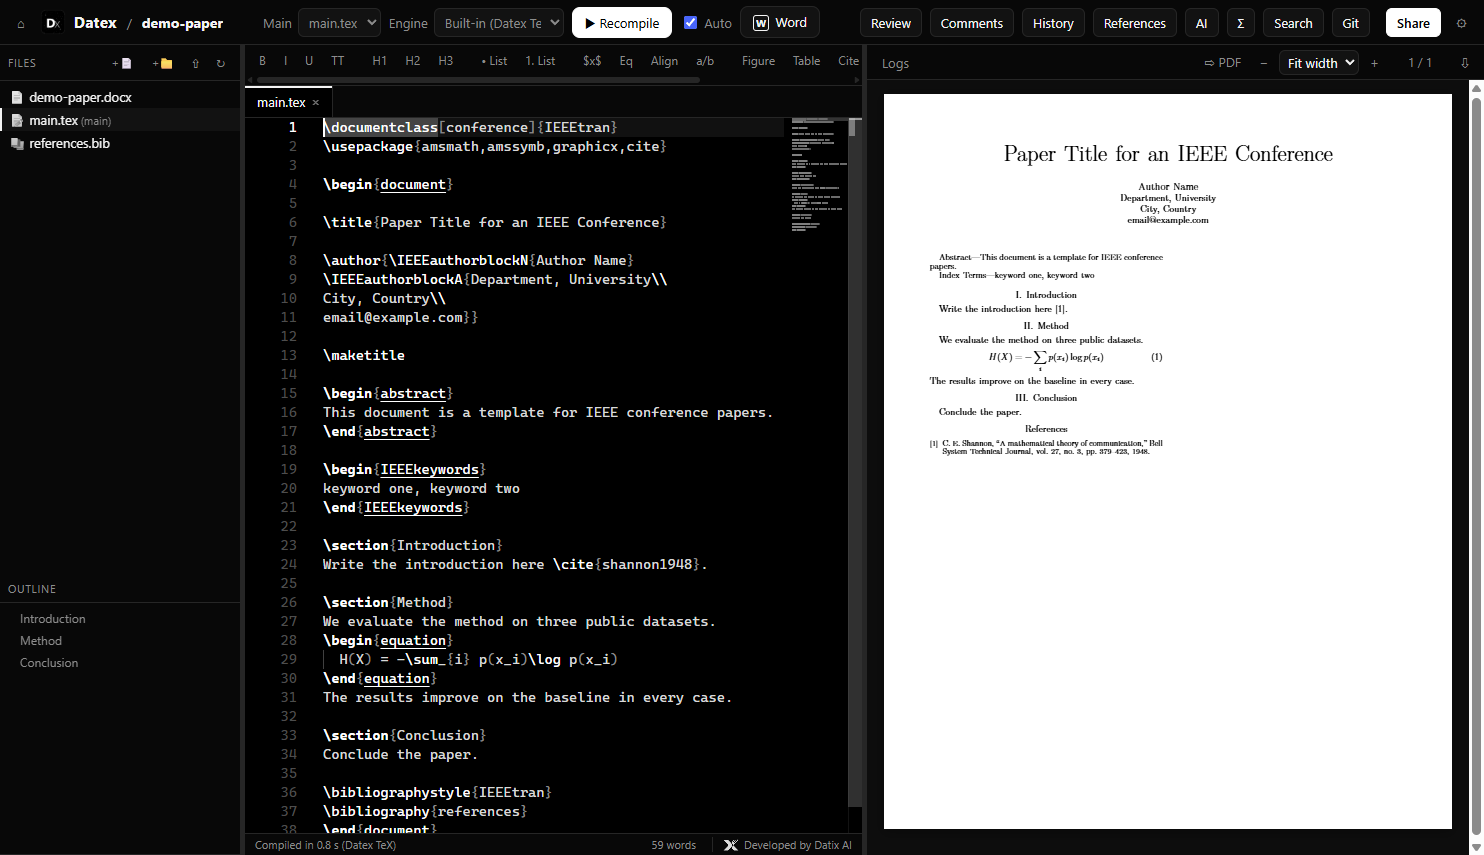 Datex / demo-paper
Main main.tex Engine Built-in (Datex Te Recompile Auto W Word Review Comments History References AI Σ Search Git Share
FILES
demo-paper.docx
main.tex (main)
references.bib
OUTLINE
Introduction
Method
Conclusion
B I U TT H1 H2 H3 • List 1. List $x$ Eq Align a/b Figure Table Cite
main.tex ×
1 \documentclass[conference]{IEEEtran}
2 \usepackage{amsmath,amssymb,graphicx,cite}
3
4 \begin{document}
5
6 \title{Paper Title for an IEEE Conference}
7
8 \author{\IEEEauthorblockN{Author Name}
9 \IEEEauthorblockA{Department, University\\
10 City, Country\\
11 email@example.com}}
12
13 \maketitle
14
15 \begin{abstract}
16 This document is a template for IEEE conference papers.
17 \end{abstract}
18
19 \begin{IEEEkeywords}
20 keyword one, keyword two
21 \end{IEEEkeywords}
22
23 \section{Introduction}
24 Write the introduction here \cite{shannon1948}.
25
26 \section{Method}
27 We evaluate the method on three public datasets.
28 \begin{equation}
29 H(X) = -\sum_{i} p(x_i)\log p(x_i)
30 \end{equation}
31 The results improve on the baseline in every case.
32
33 \section{Conclusion}
34 Conclude the paper.
35
36 \bibliographystyle{IEEEtran}
37 \bibliography{references}
38 \end{document}
Compiled in 0.8 s (Datex TeX) 59 words Developed by Datix AI
Logs ⇨ PDF − Fit width + 1 / 1
Paper Title for an IEEE Conference
Author Name
Department, University
City, Country
email@example.com
Abstract—This document is a template for IEEE conference
papers.
Index Terms—keyword one, keyword two
I. Introduction
Write the introduction here [1].
II. Method
We evaluate the method on three public datasets.
H(X) = −∑i p(xi) log p(xi) (1)
The results improve on the baseline in every case.
III. Conclusion
Conclude the paper.
References
[1] C. E. Shannon, “A mathematical theory of communication,” Bell
System Technical Journal, vol. 27, no. 3, pp. 379–423, 1948.